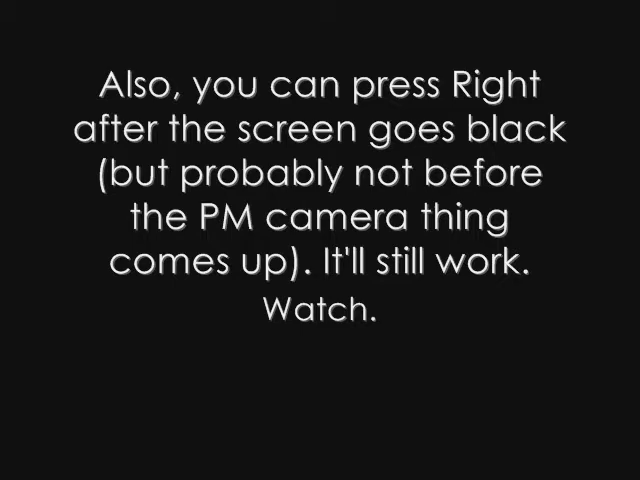 Also, you can press Right
after the screen goes black
(but probably not before
the PM camera thing
comes up). It'll still work.
Watch.